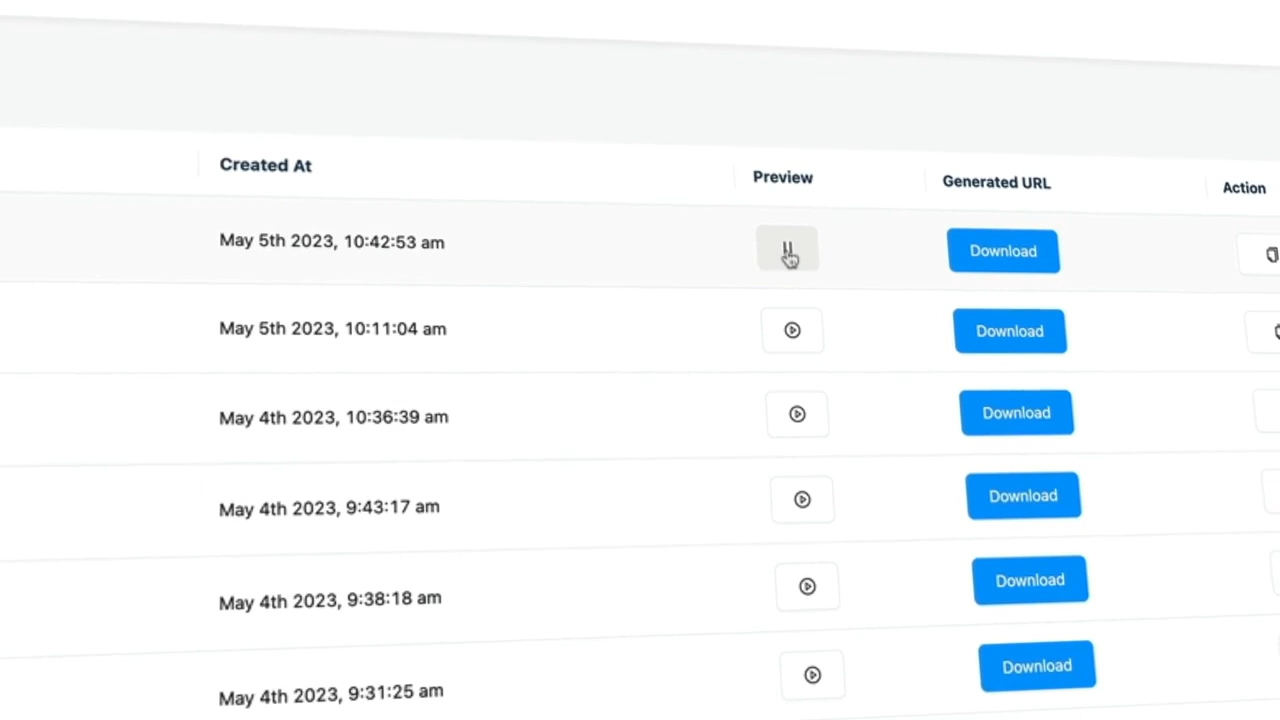 Created At Preview Generated URL Action
May 5th 2023, 10:42:53 am Download
May 5th 2023, 10:11:04 am Download
May 4th 2023, 10:36:39 am Download
May 4th 2023, 9:43:17 am Download
May 4th 2023, 9:38:18 am Download
May 4th 2023, 9:31:25 am Download